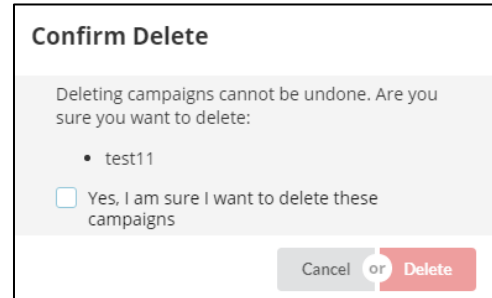 Confirm Delete
Deleting campaigns cannot be undone. Are you
sure you want to delete:
• test11
Yes, I am sure I want to delete these
campaigns
Cancel or Delete